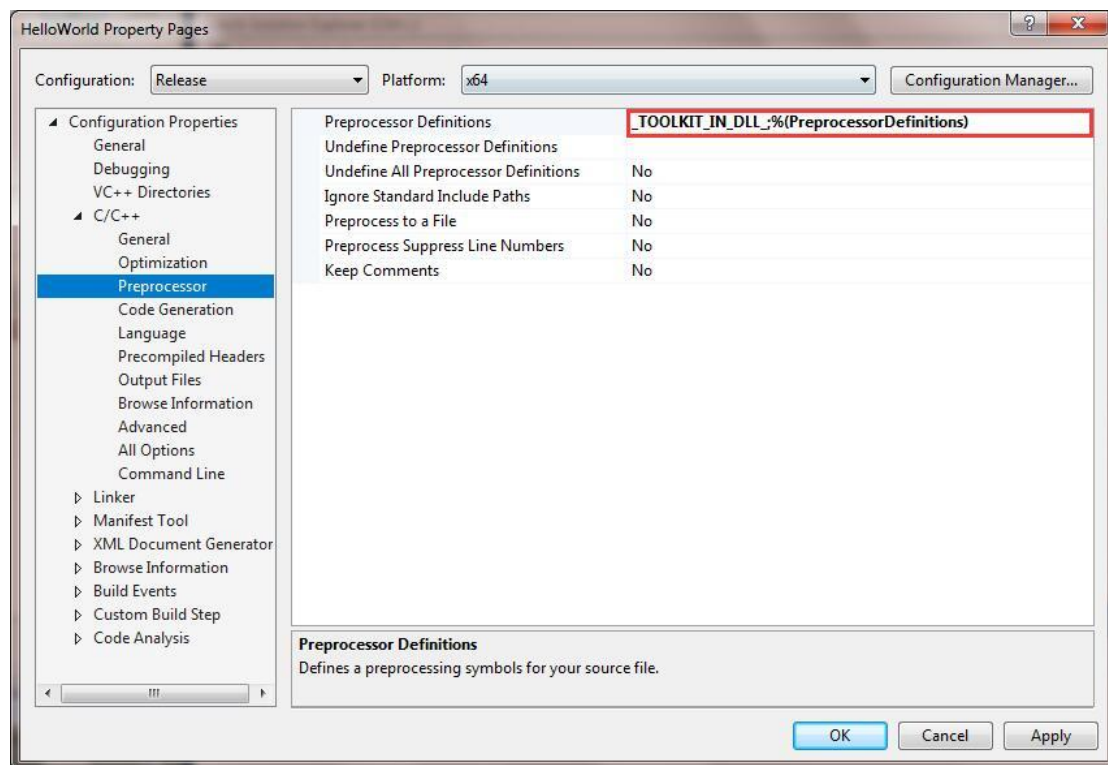 HelloWorld Property Pages
Configuration: Release Platform: x64 Configuration Manager...
Configuration Properties
General
Debugging
VC++ Directories
C/C++
General
Optimization
Preprocessor
Code Generation
Language
Precompiled Headers
Output Files
Browse Information
Advanced
All Options
Command Line
Linker
Manifest Tool
XML Document Generator
Browse Information
Build Events
Custom Build Step
Code Analysis
Preprocessor Definitions _TOOLKIT_IN_DLL_;%(PreprocessorDefinitions)
Undefine Preprocessor Definitions
Undefine All Preprocessor Definitions No
Ignore Standard Include Paths No
Preprocess to a File No
Preprocess Suppress Line Numbers No
Keep Comments No
Preprocessor Definitions
Defines a preprocessing symbols for your source file.
OK Cancel Apply